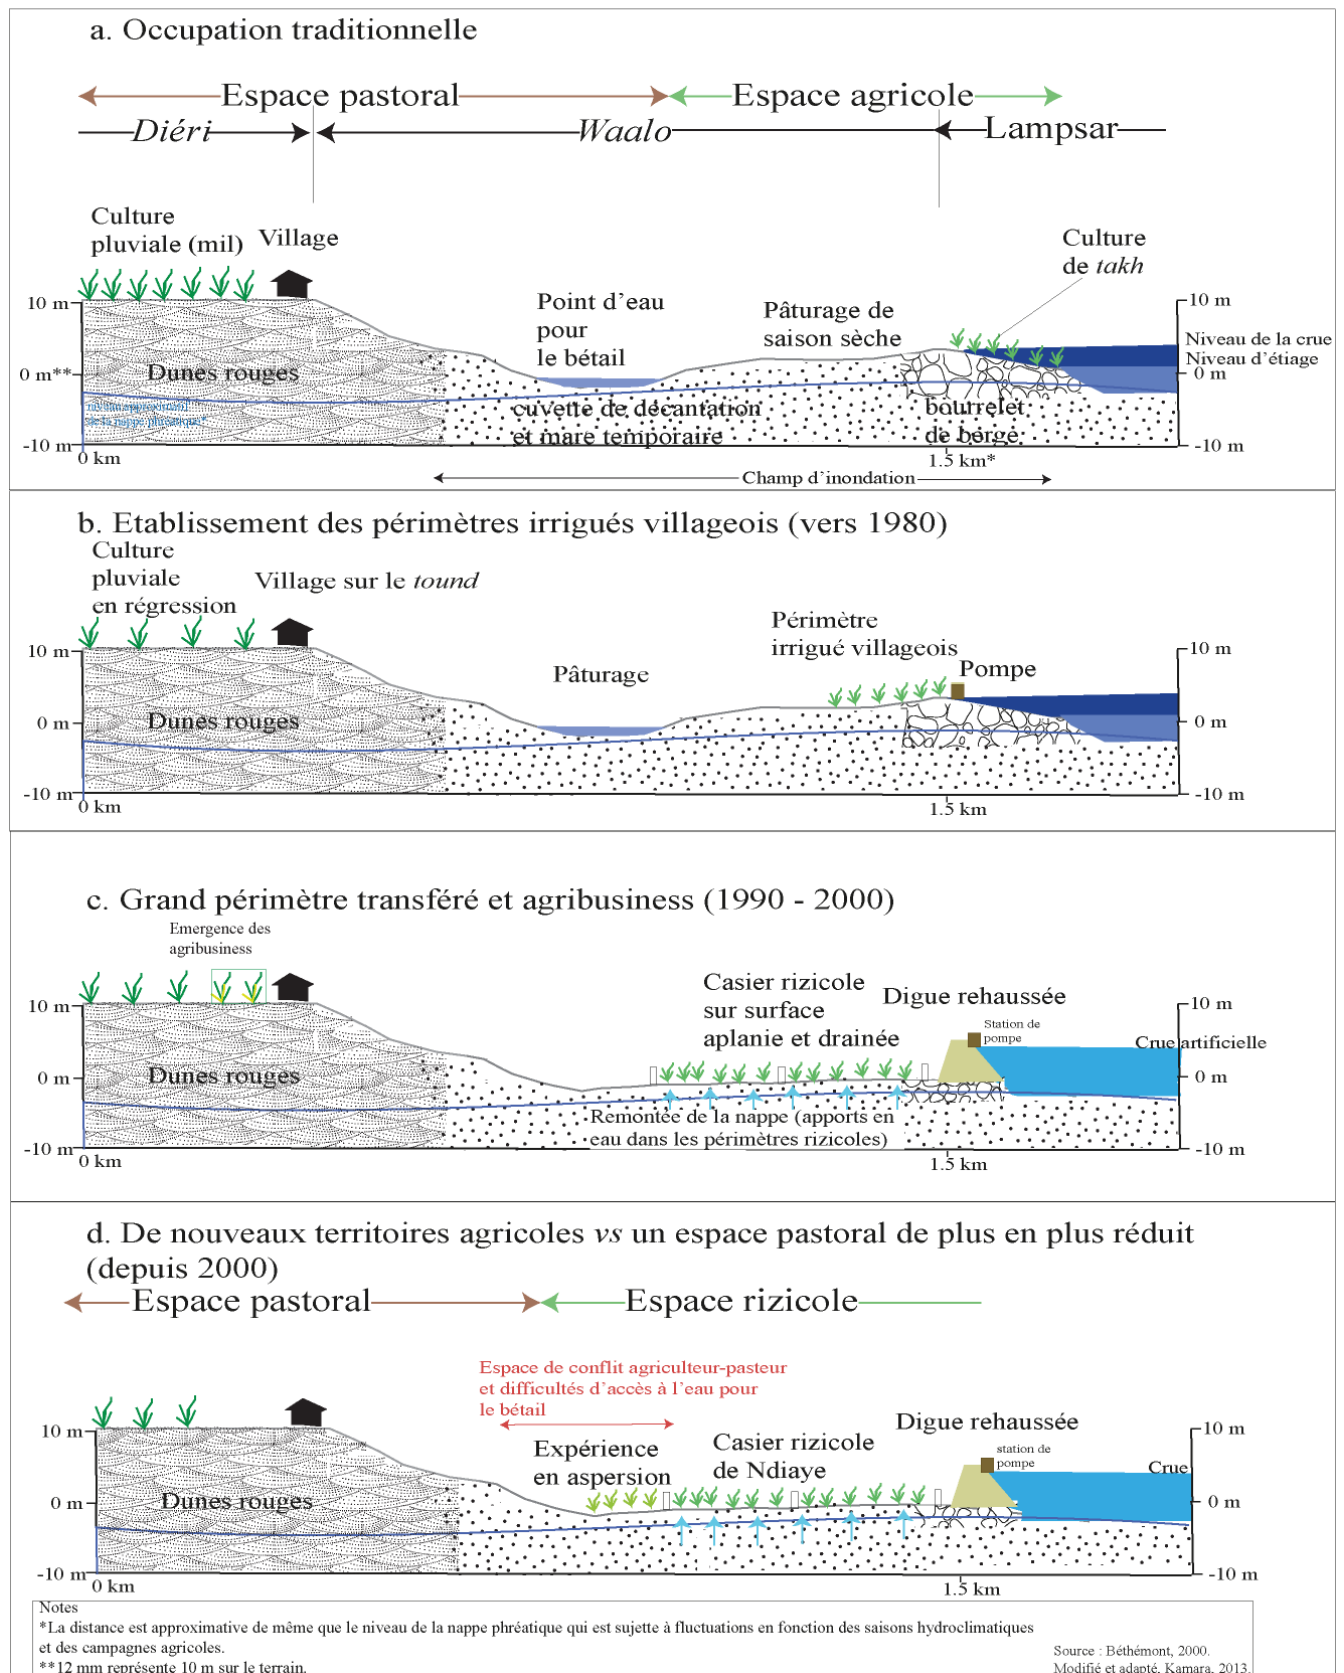 a. Occupation traditionnelle
Espace pastoral
Espace agricole
Diéri
Waalo
Lampsar
Culture
pluviale (mil)
Village
Culture
de takh
Point d'eau
pour
le bétail
Pâturage de
saison sèche
10 m
10 m
Niveau de la crue
Niveau d'étiage
Dunes rouges
0 m**
0 m
niveau approximatif
de la nappe phréatique*
cuvette de décantation
et mare temporaire
bourrelet
de berge
-10 m
-10 m
0 km
1.5 km*
Champ d'inondation
b. Etablissement des périmètres irrigués villageois (vers 1980)
Culture
pluviale
en régression
Village sur le tound
Périmètre
irrigué villageois
Pompe
Pâturage
10 m
10 m
Dunes rouges
0 m
0 m
-10 m
-10 m
0 km
1.5 km
c. Grand périmètre transféré et agribusiness (1990 - 2000)
Emergence des
agribusiness
Casier rizicole
sur surface
aplanie et drainée
Digue rehaussée
Station de
pompe
Crue artificielle
10 m
10 m
Dunes rouges
0 m
0 m
Remontée de la nappe (apports en
eau dans les périmètres rizicoles)
-10 m
-10 m
0 km
1.5 km
d. De nouveaux territoires agricoles vs un espace pastoral de plus en plus réduit
(depuis 2000)
Espace pastoral
Espace rizicole
Espace de conflit agriculteur-pasteur
et difficultés d'accès à l'eau pour
le bétail
Expérience
en aspersion
Casier rizicole
de Ndiaye
Digue rehaussée
station de
pompe
Crue
10 m
10 m
Dunes rouges
0 m
0 m
-10 m
-10 m
0 km
1.5 km
Notes
*La distance est approximative de même que le niveau de la nappe phréatique qui est sujette à fluctuations en fonction des saisons hydroclimatiques
et des campagnes agricoles.
**12 mm représente 10 m sur le terrain.
Source : Béthémont, 2000.
Modifié et adapté, Kamara, 2013.